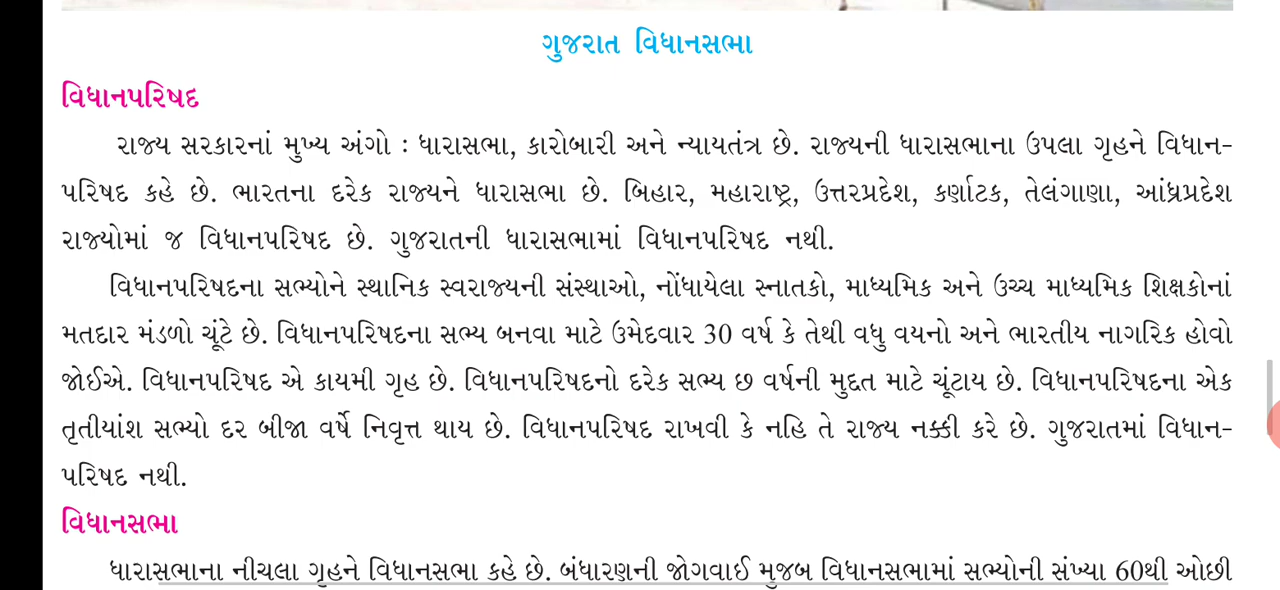 ગુજરાત વિધાનસભા
વિધાનપરિષદ
રાજ્ય સરકારનાં મુખ્ય અંગો : ધારાસભા, કારોબારી અને ન્યાયતંત્ર છે. રાજ્યની ધારાસભાના ઉપલા ગૃહને વિધાન-
પરિષદ કહે છે. ભારતના દરેક રાજ્યને ધારાસભા છે. બિહાર, મહારાષ્ટ્ર, ઉત્તરપ્રદેશ, કર્ણાટક, તેલંગાણા, આંધ્રપ્રદેશ
રાજ્યોમાં જ વિધાનપરિષદ છે. ગુજરાતની ધારાસભામાં વિધાનપરિષદ નથી.
વિધાનપરિષદના સભ્યોને સ્થાનિક સ્વરાજ્યની સંસ્થાઓ, નોંધાયેલા સ્નાતકો, માધ્યમિક અને ઉચ્ચ માધ્યમિક શિક્ષકોનાં
મતદાર મંડળો ચૂંટે છે. વિધાનપરિષદના સભ્ય બનવા માટે ઉમેદવાર 30 વર્ષ કે તેથી વધુ વયનો અને ભારતીય નાગરિક હોવો
જોઈએ. વિધાનપરિષદ એ કાયમી ગૃહ છે. વિધાનપરિષદનો દરેક સભ્ય છ વર્ષની મુદ્દત માટે ચૂંટાય છે. વિધાનપરિષદના એક
તૃતીયાંશ સભ્યો દર બીજા વર્ષે નિવૃત્ત થાય છે. વિધાનપરિષદ રાખવી કે નહિ તે રાજ્ય નક્કી કરે છે. ગુજરાતમાં વિધાન-
પરિષદ નથી.
વિધાનસભા
ધારાસભાના નીચલા ગૃહને વિધાનસભા કહે છે. બંધારણની જોગવાઈ મુજબ વિધાનસભામાં સભ્યોની સંખ્યા 60થી ઓછી